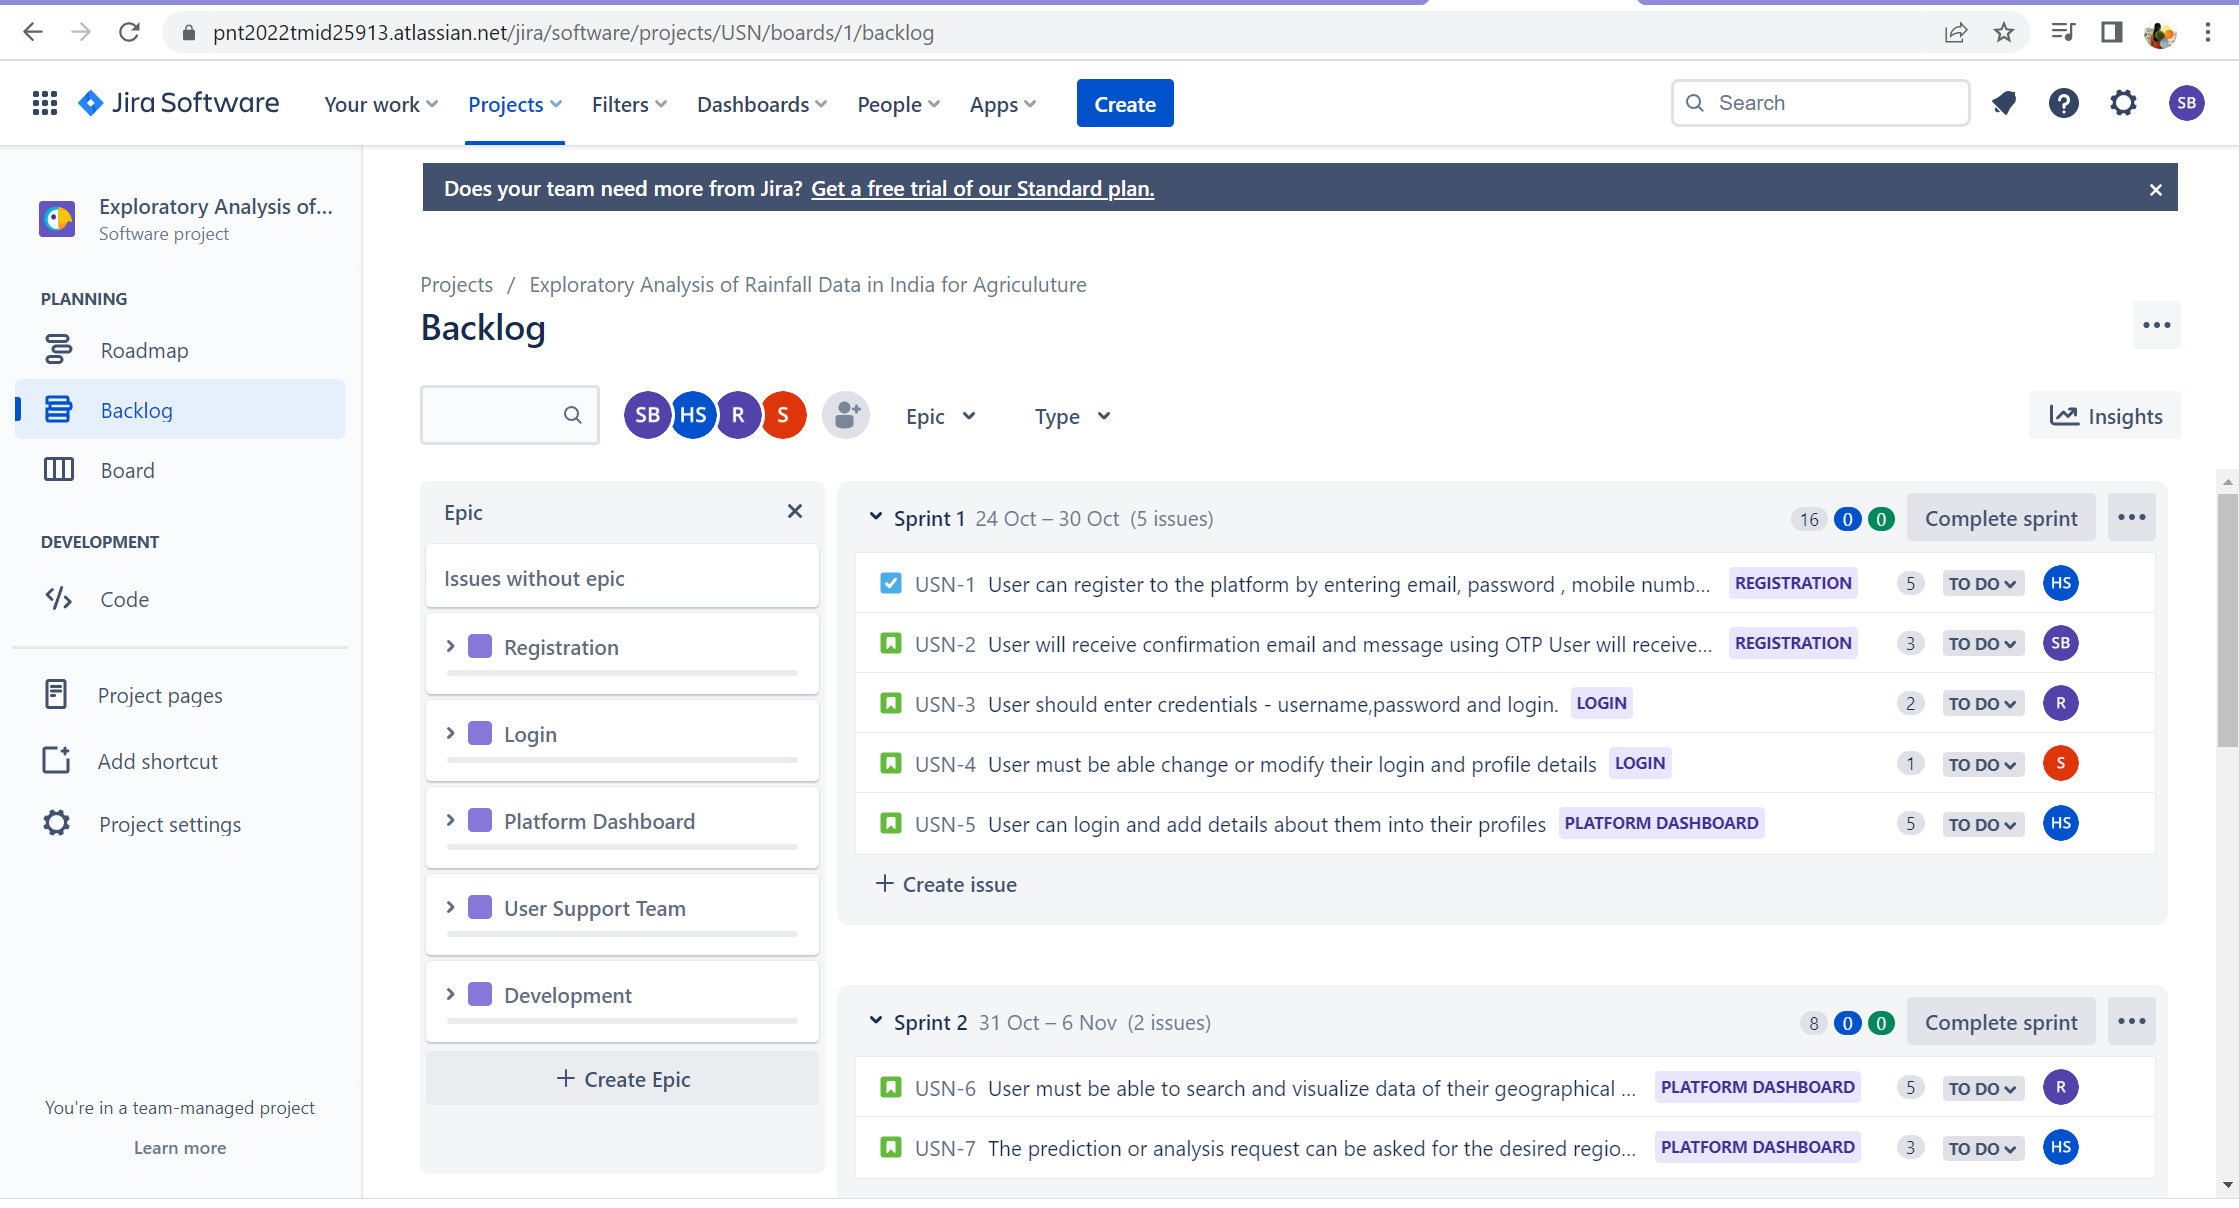 pnt2022tmid25913.atlassian.net/jira/software/projects/USN/boards/1/backlog
Jira Software Your work Projects Filters Dashboards People Apps Create Search SB
Does your team need more from Jira? Get a free trial of our Standard plan.
Exploratory Analysis of...
Software project
PLANNING
Roadmap
Backlog
Board
DEVELOPMENT
Code
Project pages
Add shortcut
Project settings
You're in a team-managed project
Learn more
Projects / Exploratory Analysis of Rainfall Data in India for Agriculuture
Backlog
SB HS R S Epic Type Insights
Epic
Issues without epic
Registration
Login
Platform Dashboard
User Support Team
Development
+ Create Epic
Sprint 1 24 Oct – 30 Oct (5 issues) 16 0 0 Complete sprint
USN-1 User can register to the platform by entering email, password , mobile numb... REGISTRATION 5 TO DO HS
USN-2 User will receive confirmation email and message using OTP User will receive... REGISTRATION 3 TO DO SB
USN-3 User should enter credentials - username,password and login. LOGIN 2 TO DO R
USN-4 User must be able change or modify their login and profile details LOGIN 1 TO DO S
USN-5 User can login and add details about them into their profiles PLATFORM DASHBOARD 5 TO DO HS
+ Create issue
Sprint 2 31 Oct – 6 Nov (2 issues) 8 0 0 Complete sprint
USN-6 User must be able to search and visualize data of their geographical ... PLATFORM DASHBOARD 5 TO DO R
USN-7 The prediction or analysis request can be asked for the desired regio... PLATFORM DASHBOARD 3 TO DO HS